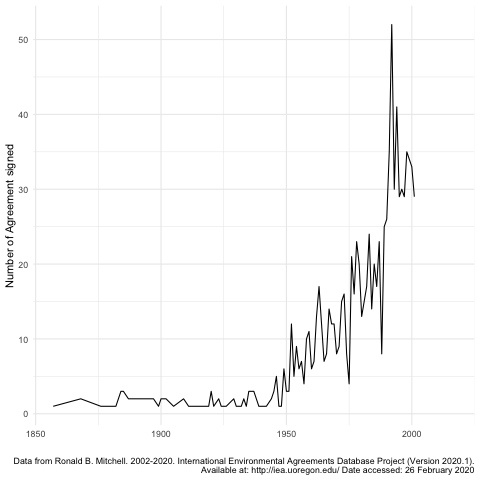 50
40
30
20
10
0
Number of Agreement signed
1850 1900 1950 2000
Data from Ronald B. Mitchell. 2002-2020. International Environmental Agreements Database Project (Version 2020.1).
Available at: http://iea.uoregon.edu/ Date accessed: 26 February 2020